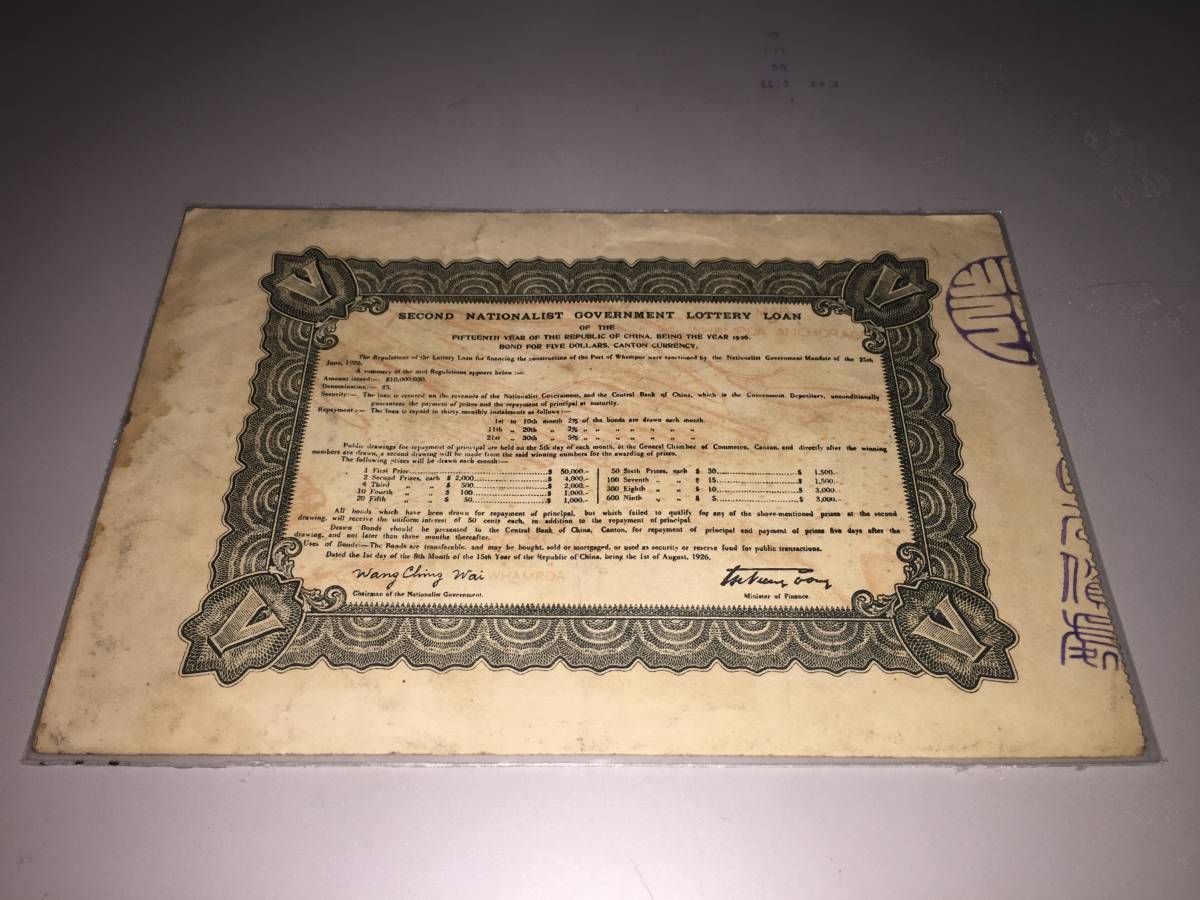 SECOND NATIONALIST GOVERNMENT LOTTERY LOAN
OF THE
FIFTEENTH YEAR OF THE REPUBLIC OF CHINA, BEING THE YEAR 1926.
BOND FOR FIVE DOLLARS, CANTON CURRENCY.
WHAMPOA ANCHORAGE
The Regulations of the Lottery Loan for financing the construction of the Port of Whampoa were sanctioned by the Nationalist Government Mandate of the 25th
June, 1926.
A summary of the said Regulations appears below :—
Amount issued:— $10,000,000.
Denomination:— $5.
Security:— The loan is secured on the revenues of the Nationalist Government, and the Central Bank of China, which is the Government Depositary, unconditionally
guarantees the payment of prizes and the repayment of principal at maturity.
Repayment:— The loan is repaid in thirty monthly instalments as follows :—
1st to 10th month 2% of the bonds are drawn each month.
11th „ 20th „ 3% „ „ „ „ „ „ „
21st „ 30th „ 5% „ „ „ „ „ „ „
Public drawings for repayment of principal are held on the 5th day of each month, at the General Chamber of Commerce, Canton, and directly after the winning
numbers are drawn, a second drawing will be made from the said winning numbers for the awarding of prizes.
The following prizes will be drawn each month:—
1 First Prize $ 50,000.- 50 Sixth Prizes, each $ 30 $ 1,500.-
2 Second Prizes, each $ 2,000 $ 4,000.- 100 Seventh „ „ $ 15 $ 1,500.-
4 Third „ „ $ 500 $ 2,000.- 300 Eighth „ „ $ 10 $ 3,000.-
10 Fourth „ „ $ 100 $ 1,000.- 600 Ninth „ „ $ 5 $ 3,000.-
20 Fifth „ „ $ 50 $ 1,000.-
All bonds which have been drawn for repayment of principal, but which failed to qualify for any of the above-mentioned prizes at the second
drawing, will receive the uniform interest of 50 cents each, in addition to the repayment of principal.
Drawn Bonds should be presented to the Central Bank of China, Canton, for repayment of principal and payment of prizes five days after the
drawing, and not later than three months thereafter.
Uses of Bonds:—The Bonds are transferable, and may be bought, sold or mortgaged, or used as security or reserve fund for public transactions.
Dated the 1st day of the 8th Month of the 15th Year of the Republic of China, being the 1st of August, 1926.
Wang Ching Wai
WHAMPOA
Chairman of the Nationalist Government.
Minister of Finance.
V
V
V
V